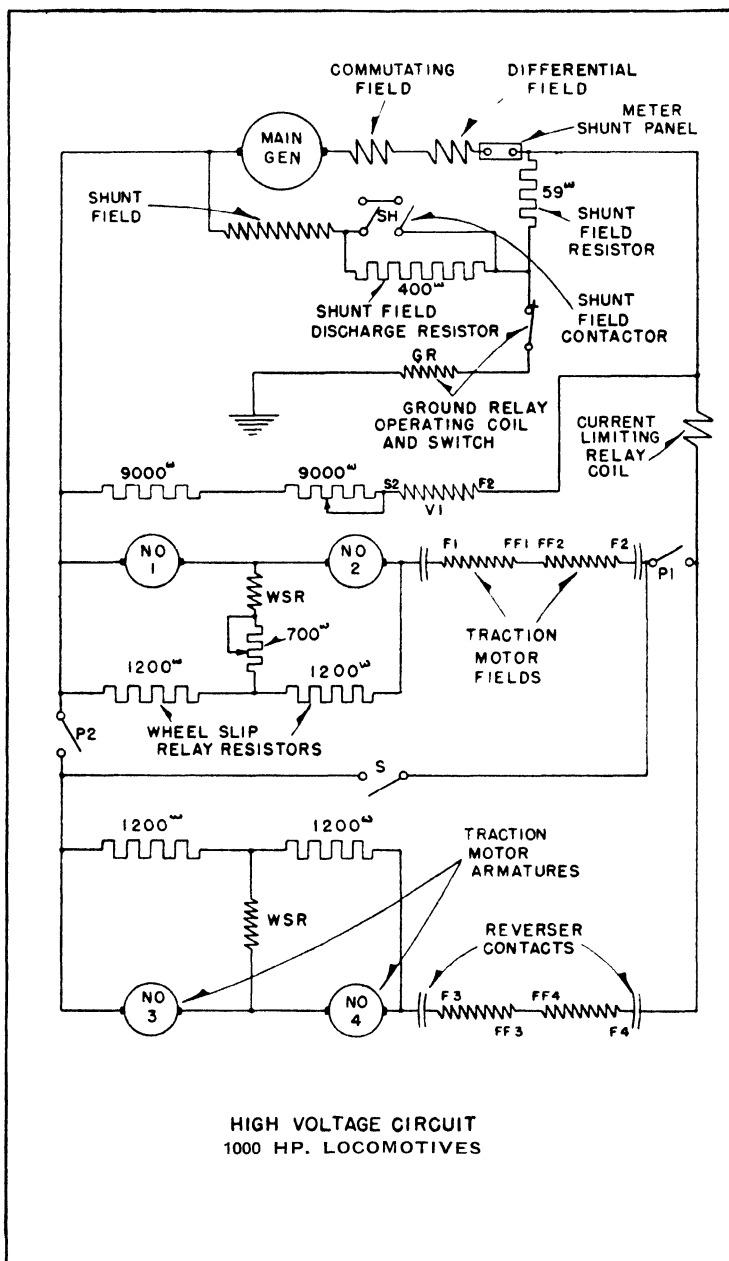 COMMUTATING
FIELD
DIFFERENTIAL
FIELD
METER
SHUNT PANEL
MAIN
GEN
SHUNT
FIELD
SH
59ω
SHUNT
FIELD
RESISTOR
400ω
SHUNT FIELD
DISCHARGE RESISTOR
SHUNT
FIELD
CONTACTOR
GR
GROUND RELAY
OPERATING COIL
AND SWITCH
CURRENT
LIMITING
RELAY
COIL
9000ω
9000ω
S2
F2
V1
NO
1
NO
2
F1
FF1
FF2
F2
P1
WSR
700ω
TRACTION
MOTOR
FIELDS
1200ω
1200ω
WHEEL SLIP
RELAY RESISTORS
P2
S
1200ω
1200ω
TRACTION
MOTOR
ARMATURES
WSR
REVERSER
CONTACTS
NO
3
NO
4
F3
FF3
FF4
F4
HIGH VOLTAGE CIRCUIT
1000 HP. LOCOMOTIVES